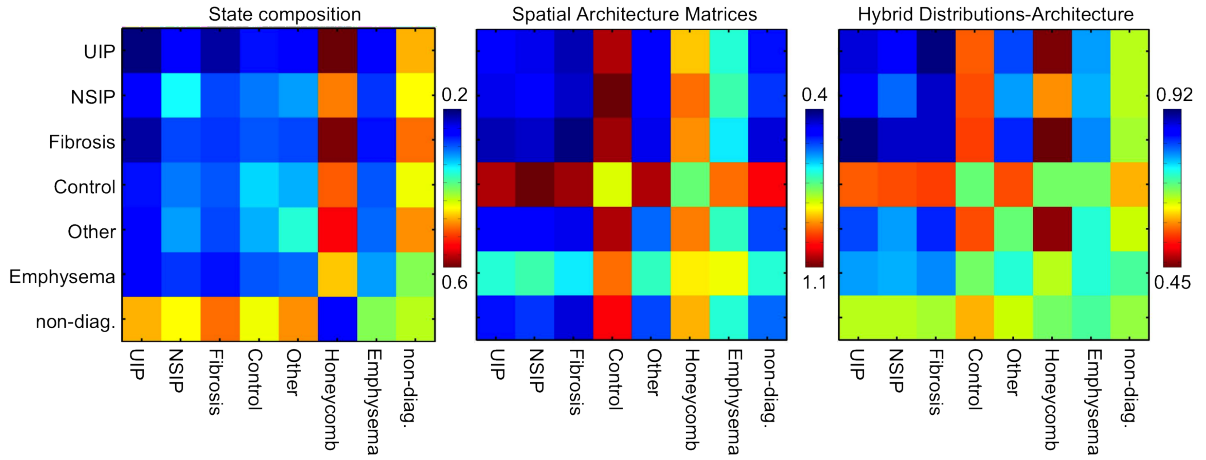 State composition
Spatial Architecture Matrices
Hybrid Distributions-Architecture
UIP
NSIP
Fibrosis
Control
Other
Emphysema
non-diag.
0.2
0.6
0.4
1.1
0.92
0.45
UIP
NSIP
Fibrosis
Control
Other
Honeycomb
Emphysema
non-diag.
UIP
NSIP
Fibrosis
Control
Other
Honeycomb
Emphysema
non-diag.
UIP
NSIP
Fibrosis
Control
Other
Honeycomb
Emphysema
non-diag.